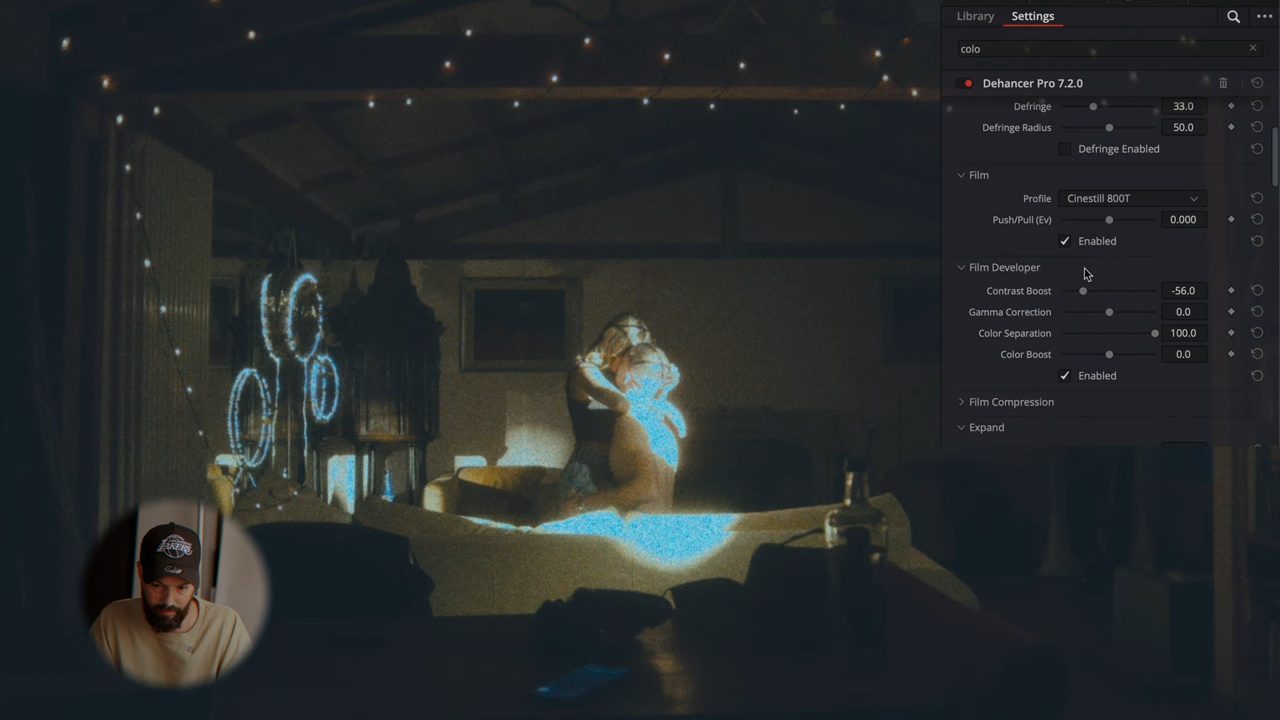 Library Settings
colo
Dehancer Pro 7.2.0
Defringe 33.0
Defringe Radius 50.0
Defringe Enabled
Film
Profile Cinestill 800T
Push/Pull (Ev) 0.000
Enabled
Film Developer
Contrast Boost -56.0
Gamma Correction 0.0
Color Separation 100.0
Color Boost 0.0
Enabled
Film Compression
Expand
LAKERS